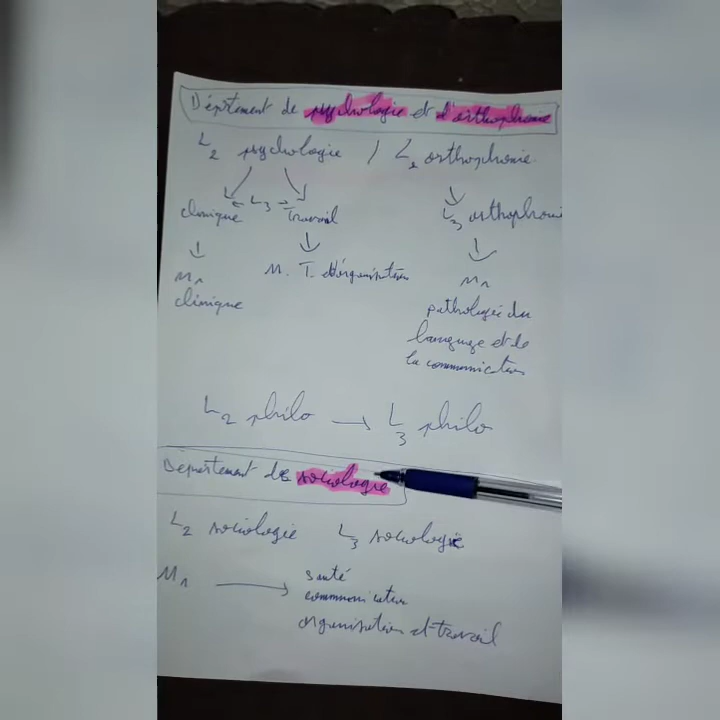 Département de psychologie et d'orthophonie
L2 psychologie / L2 orthophonie
clinique ← L3 → Travail
L3 orthophonie
M1 clinique
M. T. d'organisation
M1
pathologie du
langage et de
la communication
L2 philo → L3 philo
Département de sociologie
L2 sociologie L3 sociologie
M1 → santé
communication
organisation et travail